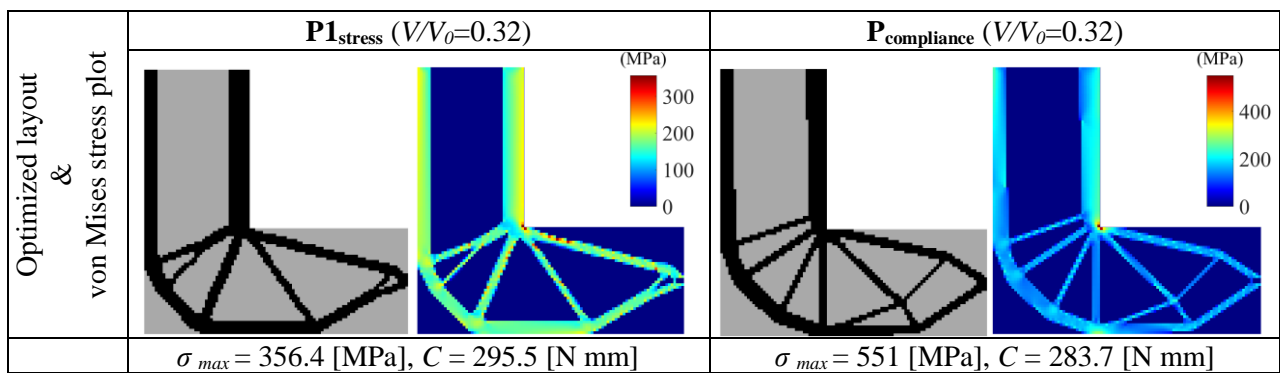 P1stress (V/V0=0.32)
Pcompliance (V/V0=0.32)
Optimized layout
&
von Mises stress plot
(MPa)
300
200
100
0
(MPa)
400
200
0
σ max = 356.4 [MPa], C = 295.5 [N mm]
σ max = 551 [MPa], C = 283.7 [N mm]